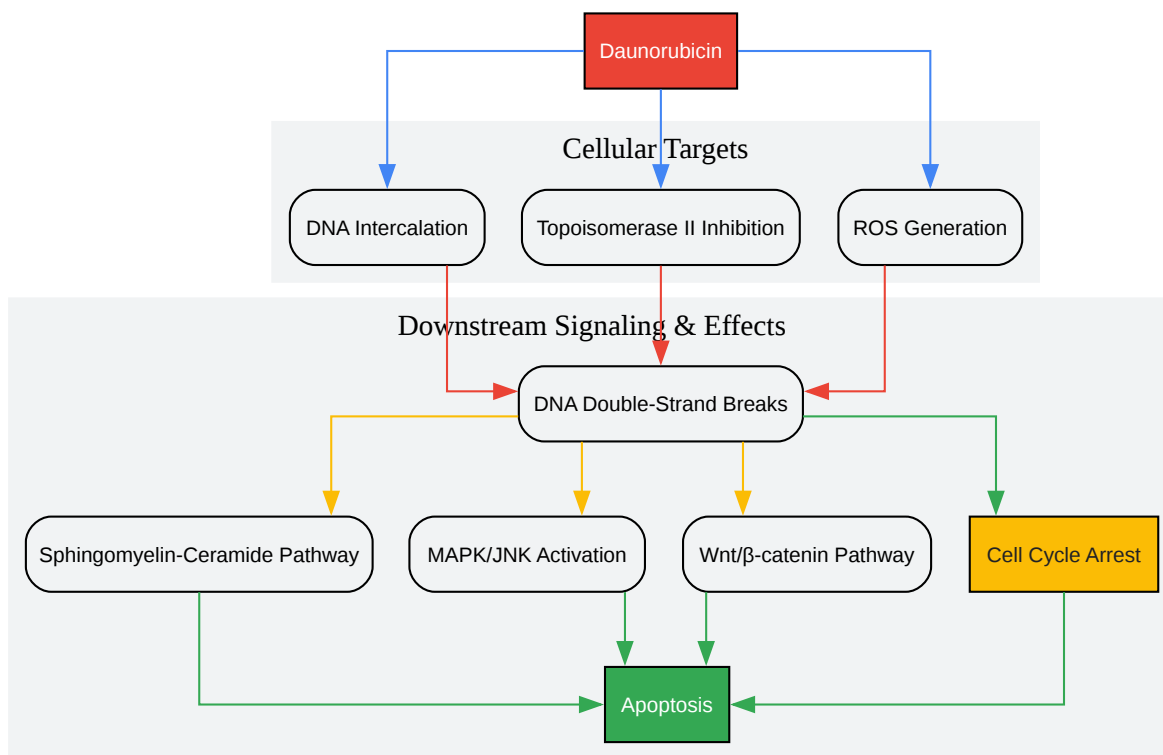 Daunorubicin
Cellular Targets
DNA Intercalation
Topoisomerase II Inhibition
ROS Generation
Downstream Signaling & Effects
DNA Double-Strand Breaks
Sphingomyelin-Ceramide Pathway
MAPK/JNK Activation
Wnt/β-catenin Pathway
Cell Cycle Arrest
Apoptosis